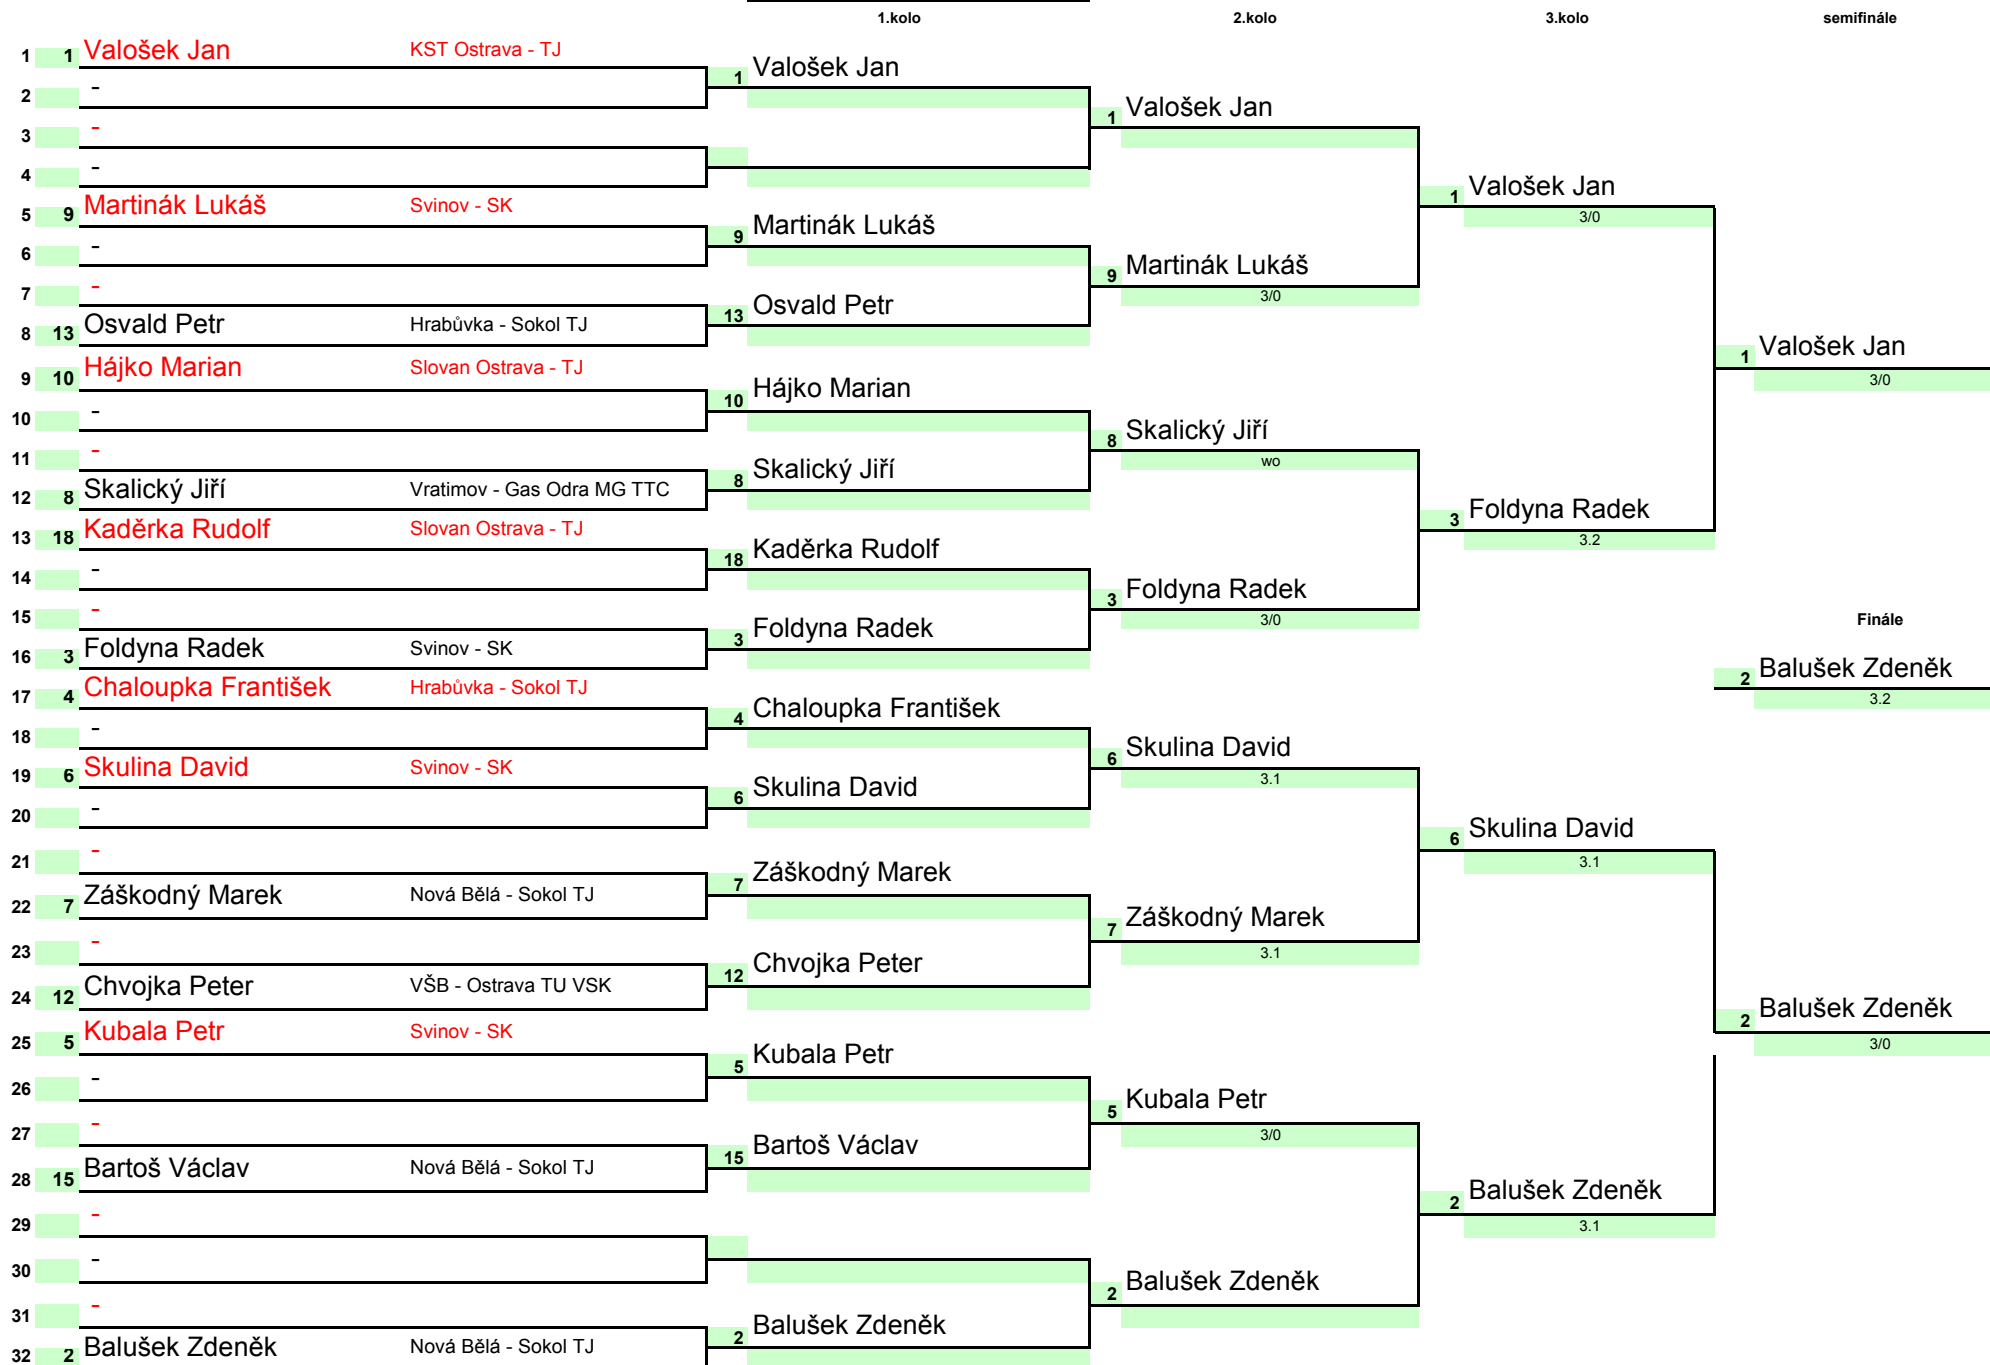 1.kolo 2.kolo 3.kolo semifinále
1 1 Valošek Jan KST Ostrava - TJ
1 Valošek Jan
2 -
1 Valošek Jan
3 -
4 -
1 Valošek Jan
3/0
5 9 Martinák Lukáš Svinov - SK
9 Martinák Lukáš
6 -
9 Martinák Lukáš
3/0
7 -
13 Osvald Petr
8 13 Osvald Petr Hrabůvka - Sokol TJ
1 Valošek Jan
3/0
9 10 Hájko Marian Slovan Ostrava - TJ
10 Hájko Marian
10 -
8 Skalický Jiří
wo
11 -
8 Skalický Jiří
12 8 Skalický Jiří Vratimov - Gas Odra MG TTC
3 Foldyna Radek
3.2
13 18 Kaděrka Rudolf Slovan Ostrava - TJ
18 Kaděrka Rudolf
14 -
3 Foldyna Radek
3/0
15 -
3 Foldyna Radek
16 3 Foldyna Radek Svinov - SK
Finále
2 Balušek Zdeněk
3.2
17 4 Chaloupka František Hrabůvka - Sokol TJ
4 Chaloupka František
18 -
6 Skulina David
3.1
19 6 Skulina David Svinov - SK
6 Skulina David
20 -
6 Skulina David
3.1
21 -
7 Záškodný Marek
22 7 Záškodný Marek Nová Bělá - Sokol TJ
7 Záškodný Marek
3.1
23 -
12 Chvojka Peter
24 12 Chvojka Peter VŠB - Ostrava TU VSK
2 Balušek Zdeněk
3/0
25 5 Kubala Petr Svinov - SK
5 Kubala Petr
26 -
5 Kubala Petr
3/0
27 -
15 Bartoš Václav
28 15 Bartoš Václav Nová Bělá - Sokol TJ
2 Balušek Zdeněk
3.1
29 -
30 -
2 Balušek Zdeněk
31 -
2 Balušek Zdeněk
32 2 Balušek Zdeněk Nová Bělá - Sokol TJ